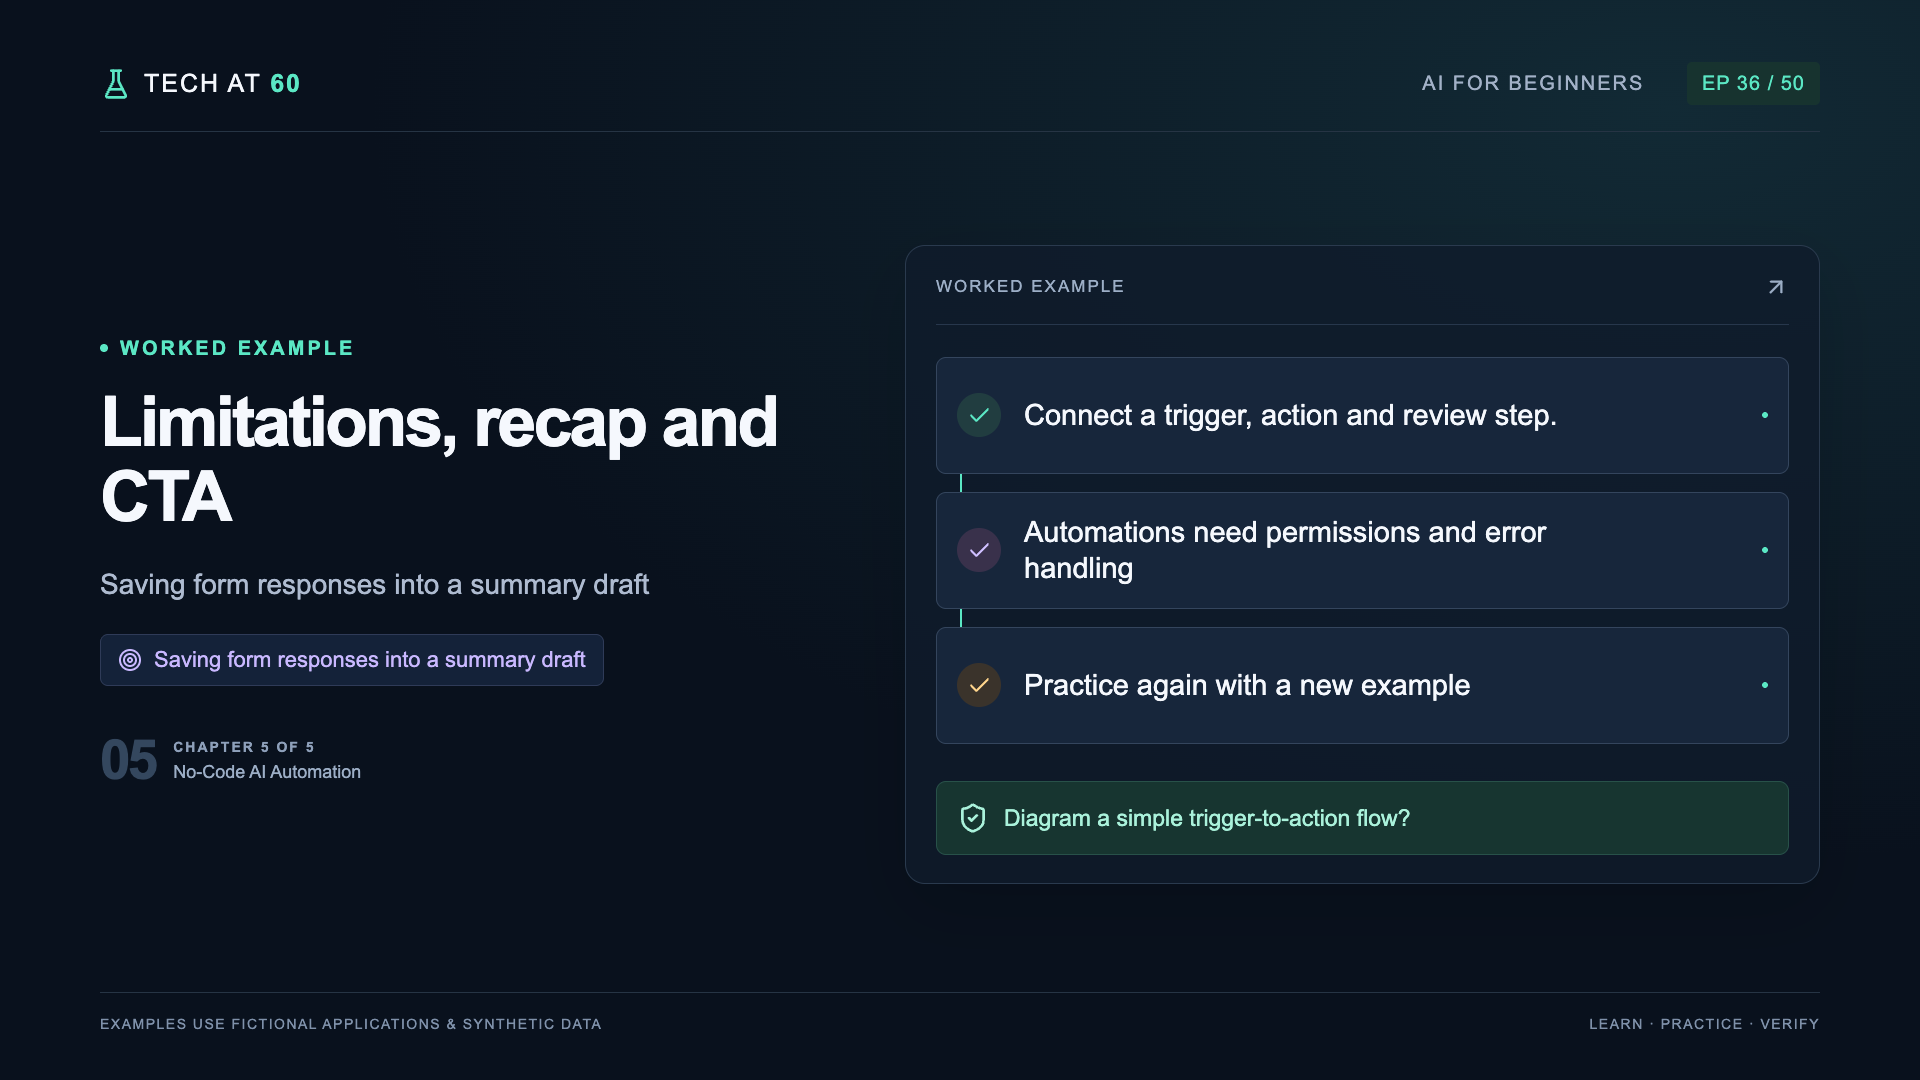 TECH AT 60
AI FOR BEGINNERS
EP 36 / 50
WORKED EXAMPLE
Limitations, recap and
CTA
Saving form responses into a summary draft
Saving form responses into a summary draft
05
CHAPTER 5 OF 5
No-Code AI Automation
WORKED EXAMPLE
Connect a trigger, action and review step.
Automations need permissions and error
handling
Practice again with a new example
Diagram a simple trigger-to-action flow?
EXAMPLES USE FICTIONAL APPLICATIONS & SYNTHETIC DATA
LEARN · PRACTICE · VERIFY